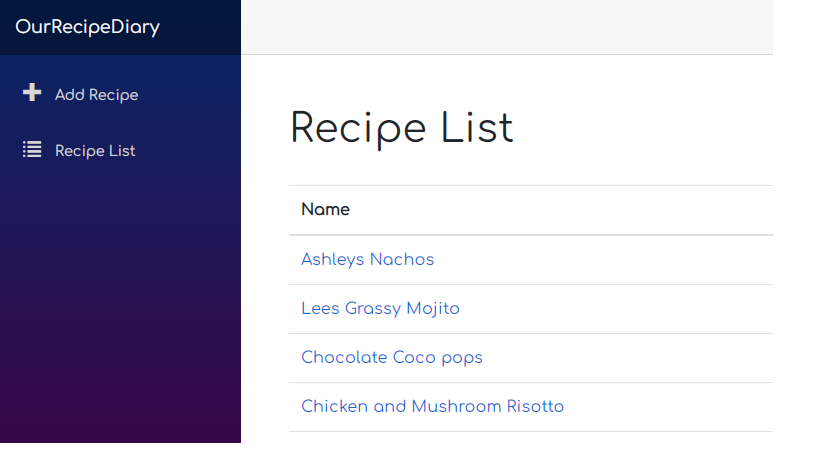 OurRecipeDiary
Add Recipe
Recipe List
Recipe List
Name
Ashleys Nachos
Lees Grassy Mojito
Chocolate Coco pops
Chicken and Mushroom Risotto